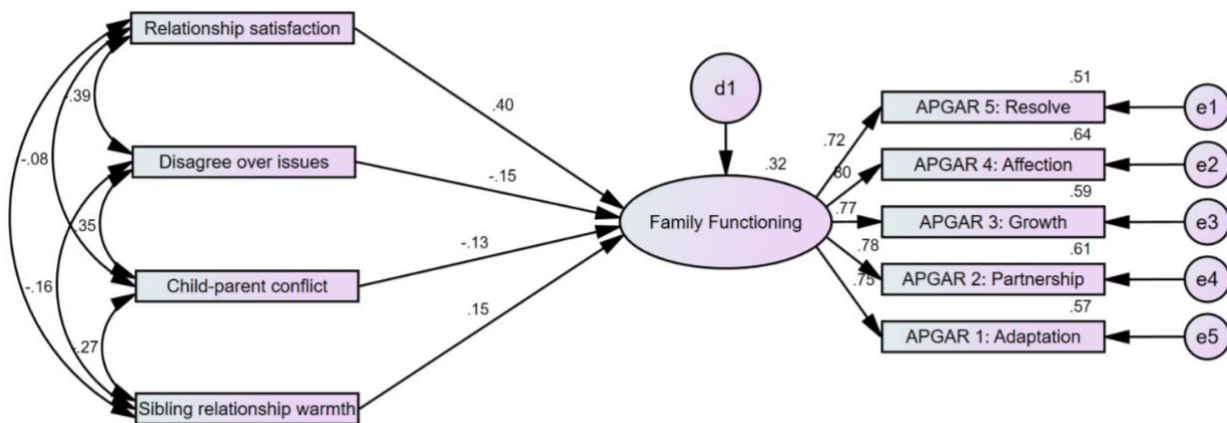 Relationship satisfaction
Disagree over issues
Child-parent conflict
Sibling relationship warmth
-.39
-.08
.35
-.16
-.27
.40
-.15
-.13
.15
d1
.32
Family Functioning
.72
.80
.77
.78
.75
.51
APGAR 5: Resolve
e1
.64
APGAR 4: Affection
e2
.59
APGAR 3: Growth
e3
.61
APGAR 2: Partnership
e4
.57
APGAR 1: Adaptation
e5